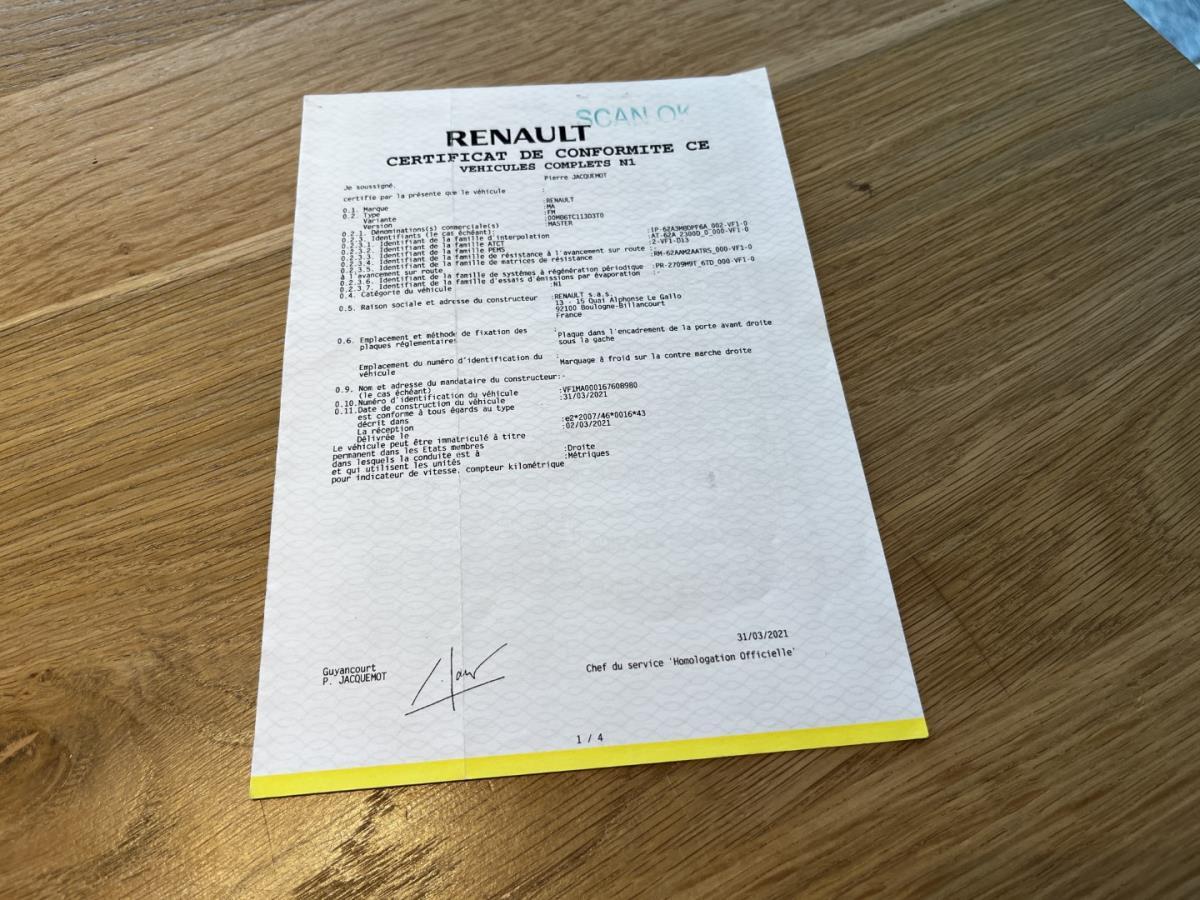 SCAN OK
RENAULT
CERTIFICAT DE CONFORMITE CE
VEHICULES COMPLETS N1
Je soussigné, Pierre JACQUEMOT
certifie par la présente que le véhicule :
0.1. Marque :RENAULT
0.2. Type :MA
Variante :FM
Version :00MB6TC11303T0
0.2.1. Dénominations(s) commerciale(s) :MASTER
0.2.3. Identifiants (le cas échéant):
0.2.3.1. Identifiant de la famille d'interpolation :IP-62A3MBDPF6A_002-VF1-0
0.2.3.2. Identifiant de la famille ATCT :AT-62A_2300D_0_000-VF1-0
0.2.3.3. Identifiant de la famille PEMS :2-VF1-D13
0.2.3.4. Identifiant de la famille de résistance à l'avancement sur route :-
0.2.3.5. Identifiant de la famille de matrices de résistance :RM-62AAM2AATRS_000-VF1-0
à l'avancement sur route
0.2.3.6. Identifiant de la famille de systèmes à régénération périodique :PR-2709M9T_6TD_000-VF1-0
0.2.3.7. Identifiant de la famille d'essais d'émissions par évaporation :-
0.4. Catégorie du véhicule :N1
0.5. Raison sociale et adresse du constructeur :RENAULT s.a.s.
13 - 15 Quai Alphonse Le Gallo
92100 Boulogne-Billancourt
France
0.6. Emplacement et méthode de fixation des :Plaque dans l'encadrement de la porte avant droite
plaques réglementaires sous la gache
Emplacement du numéro d'identification du :Marquage à froid sur la contre marche droite
véhicule
0.9. Nom et adresse du mandataire du constructeur:-
(le cas échéant)
0.10.Numéro d'identification du véhicule :VF1MA000167608980
0.11.Date de construction du véhicule :31/03/2021
est conforme à tous égards au type
décrit dans
La réception :e2*2007/46*0016*43
Délivrée le :02/03/2021
Le véhicule peut être immatriculé à titre
permanent dans les Etats membres
dans lesquels la conduite est à :Droite
et qui utilisent les unités :Métriques
pour indicateur de vitesse, compteur kilométrique
31/03/2021
Guyancourt
P. JACQUEMOT
Chef du service 'Homologation Officielle'
1 / 4